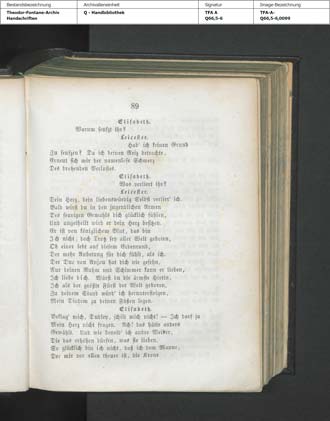 Bestandsbezeichnung
Archivalieneinheit
Signatur
Image-Bezeichnung
Theodor-Fontane-Archiv
Handschriften
Q - Handbibliothek
TFA A
Q66,5-6
TFA-A-
Q66,5-6,0099
89
Elisabeth.
Warum seufzt ihr?
Leicester.
Hab' ich keinen Grund
Zu seufzen? Da ich deinen Reiz betrachte,
Erneut sich mir der namenlose Schmerz
Des drohenden Verlustes.
Elisabeth.
Was verliert ihr?
Leicester.
Dein Herz, dein liebenswürdig Selbst verlier' ich.
Bald wirst du in den jugendlichen Armen
Des feurigen Gemahls dich glücklich fühlen,
Und ungetheilt wird er dein Herz besitzen.
Er ist von königlichem Blut, das bin
Ich nicht, doch Trotz sei aller Welt geboten,
Ob einer lebt auf diesem Erdenrund,
Der mehr Anbetung für dich fühlt, als ich.
Der Düc von Anjou hat dich nie gesehn,
Nur deinen Ruhm und Schimmer kann er lieben,
Ich liebe dich. Wärst du die ärmste Hirtin,
Ich als der größte Fürst der Welt geboren,
Zu deinem Stand würd' ich heruntersteigen,
Mein Diadem zu deinen Füßen legen.
Elisabeth.
Beklag' mich, Dudley, schilt mich nicht! — Ich darf ja
Mein Herz nicht fragen. Ach! das hätte anders
Gewählt. Und wie beneid' ich andre Weiber,
Die das erhöhen dürfen, was sie lieben.
So glücklich bin ich nicht, daß ich dem Manne,
Der mir vor allen theuer ist, die Krone